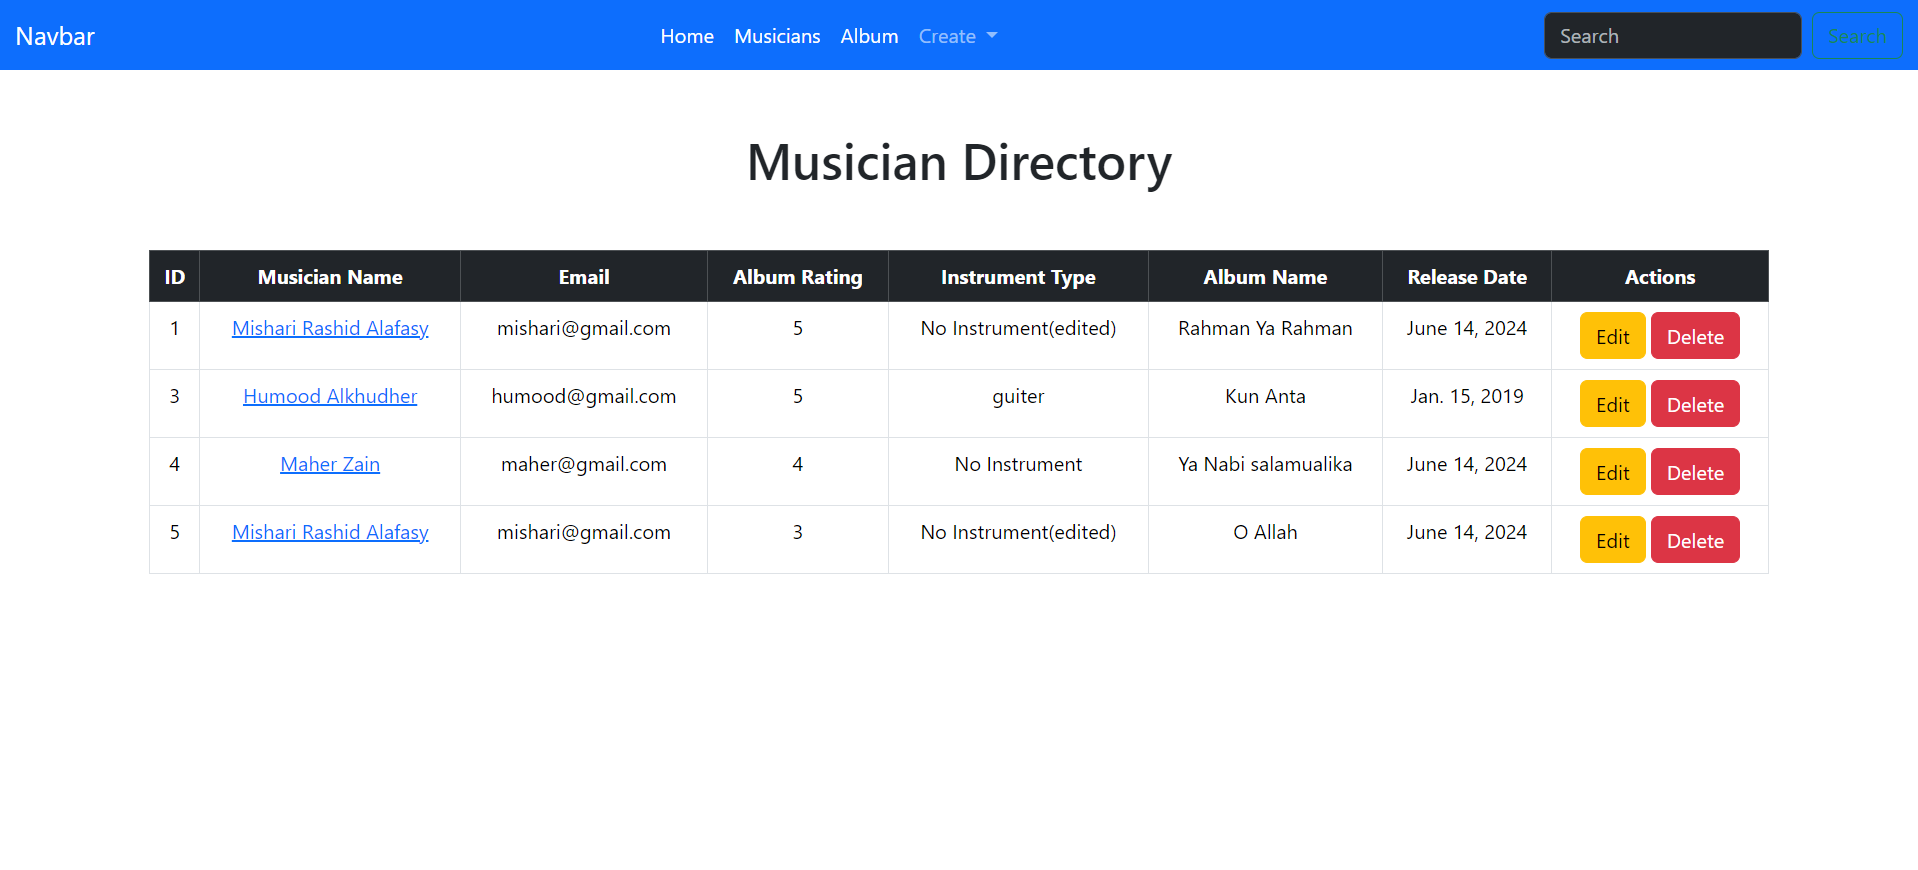 Navbar Home Musicians Album Create Search Search
Musician Directory
ID Musician Name Email Album Rating Instrument Type Album Name Release Date Actions
1 Mishari Rashid Alafasy mishari@gmail.com 5 No Instrument(edited) Rahman Ya Rahman June 14, 2024 Edit Delete
3 Humood Alkhudher humood@gmail.com 5 guiter Kun Anta Jan. 15, 2019 Edit Delete
4 Maher Zain maher@gmail.com 4 No Instrument Ya Nabi salamualika June 14, 2024 Edit Delete
5 Mishari Rashid Alafasy mishari@gmail.com 3 No Instrument(edited) O Allah June 14, 2024 Edit Delete